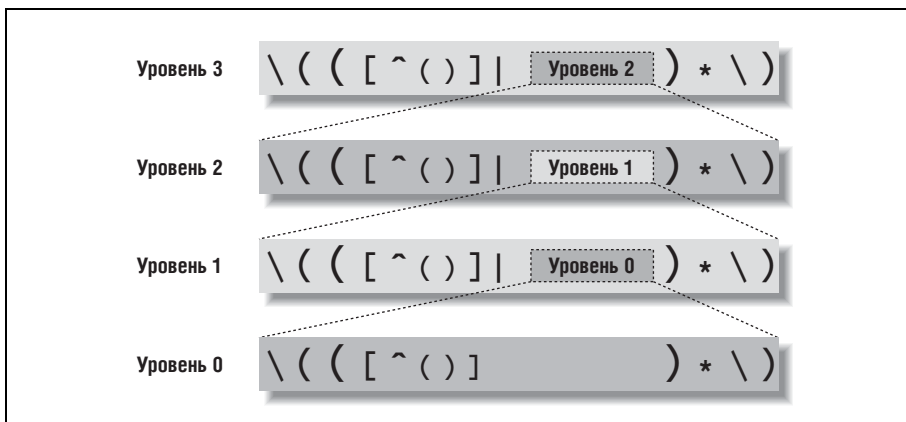 Уровень 3 \(([^()]| Уровень 2 )*\)
Уровень 2 \(([^()]| Уровень 1 )*\)
Уровень 1 \(([^()]| Уровень 0 )*\)
Уровень 0 \(([^()] )*\)